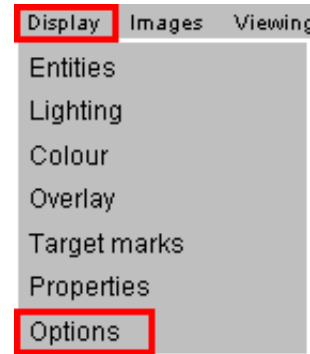 Display Images Viewing
Entities
Lighting
Colour
Overlay
Target marks
Properties
Options